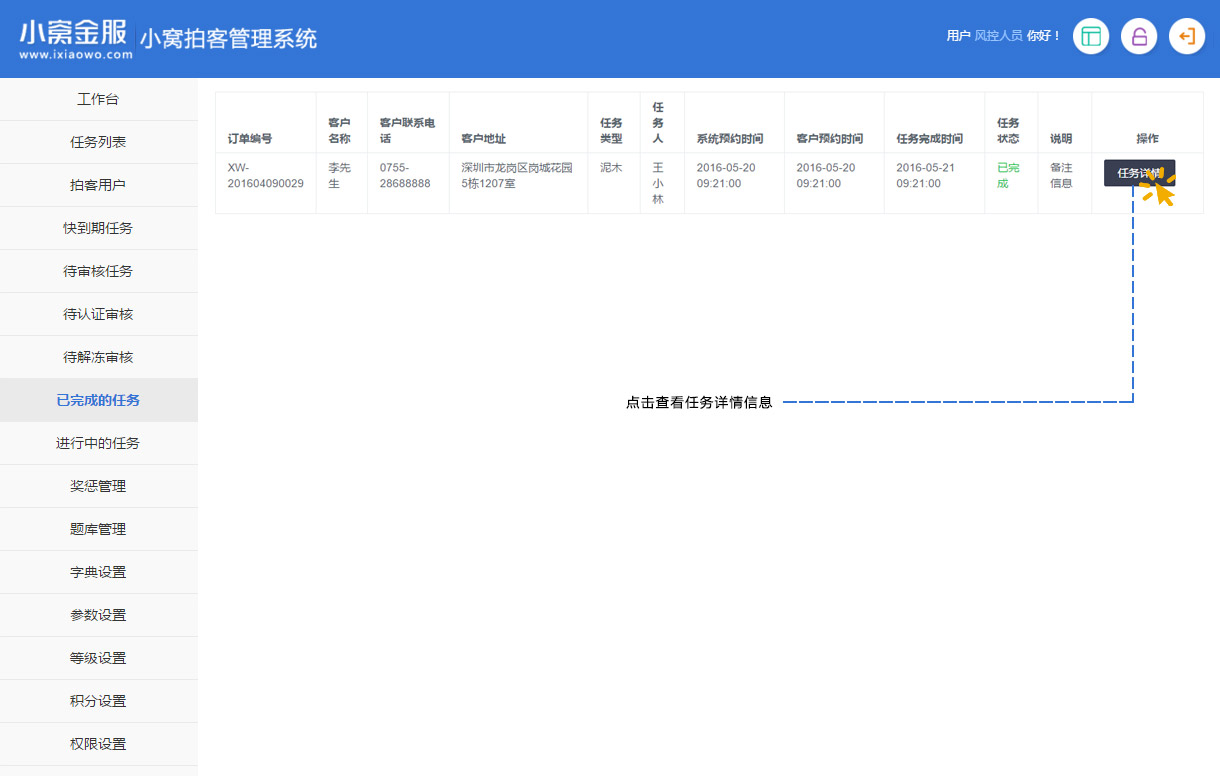 小窝金服
www.ixiaowo.com
小窝拍客管理系统
用户 风控人员 你好！
工作台
任务列表
拍客用户
快到期任务
待审核任务
待认证审核
待解冻审核
已完成的任务
进行中的任务
奖惩管理
题库管理
字典设置
参数设置
等级设置
积分设置
权限设置
订单编号
客户
名称
客户联系电
话
客户地址
任务
类型
任
务
人
系统预约时间
客户预约时间
任务完成时间
任务
状态
说明
操作
XW-
201604090029
李先
生
0755-
28688888
深圳市龙岗区岗城花园
5栋1207室
泥木
王
小
林
2016-05-20
09:21:00
2016-05-20
09:21:00
2016-05-21
09:21:00
已完
成
备注
信息
任务详情
点击查看任务详情信息